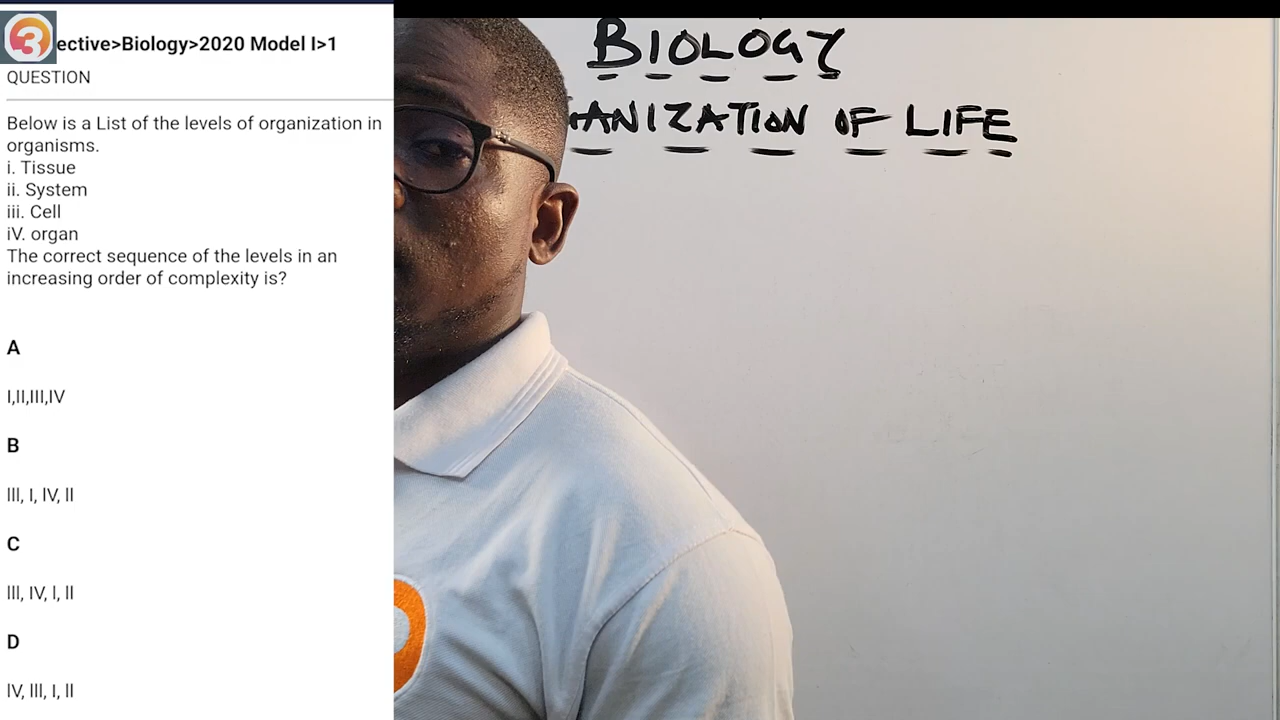 3
ective>Biology>2020 Model I>1
QUESTION
Below is a List of the levels of organization in
organisms.
i. Tissue
ii. System
iii. Cell
iV. organ
The correct sequence of the levels in an
increasing order of complexity is?
A
I,II,III,IV
B
III, I, IV, II
C
III, IV, I, II
D
IV, III, I, II
BIOLOGY
ANIZATION OF LIFE